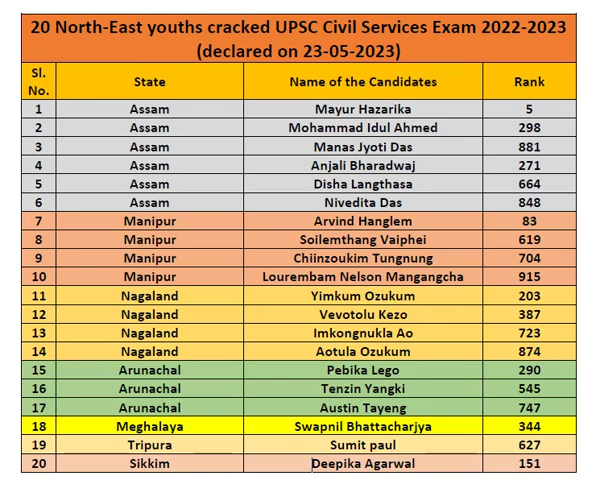 20 North-East youths cracked UPSC Civil Services Exam 2022-2023
(declared on 23-05-2023)
Sl. No. State Name of the Candidates Rank
1 Assam Mayur Hazarika 5
2 Assam Mohammad Idul Ahmed 298
3 Assam Manas Jyoti Das 881
4 Assam Anjali Bharadwaj 271
5 Assam Disha Langthasa 664
6 Assam Nivedita Das 848
7 Manipur Arvind Hanglem 83
8 Manipur Soilemthang Vaiphei 619
9 Manipur Chiinzoukim Tungnung 704
10 Manipur Lourembam Nelson Mangangcha 915
11 Nagaland Yimkum Ozukum 203
12 Nagaland Vevotolu Kezo 387
13 Nagaland Imkongnukla Ao 723
14 Nagaland Aotula Ozukum 874
15 Arunachal Pebika Lego 290
16 Arunachal Tenzin Yangki 545
17 Arunachal Austin Tayeng 747
18 Meghalaya Swapnil Bhattacharjya 344
19 Tripura Sumit paul 627
20 Sikkim Deepika Agarwal 151